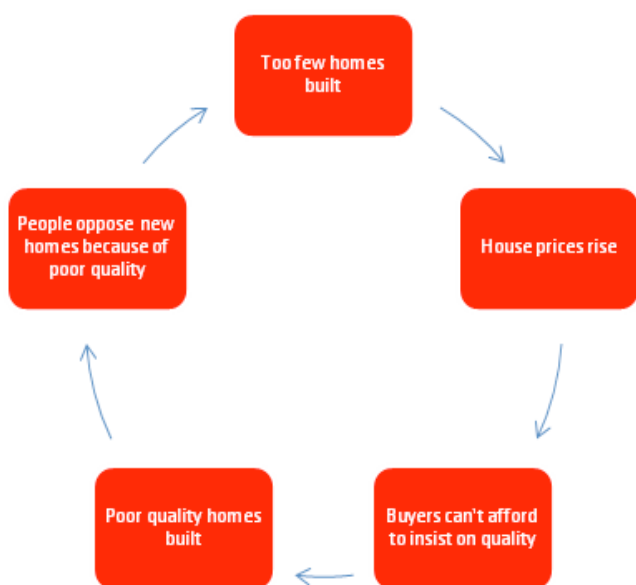 Too few homes
built
House prices rise
Buyers can't afford
to insist on quality
Poor quality homes
built
People oppose new
homes because of
poor quality